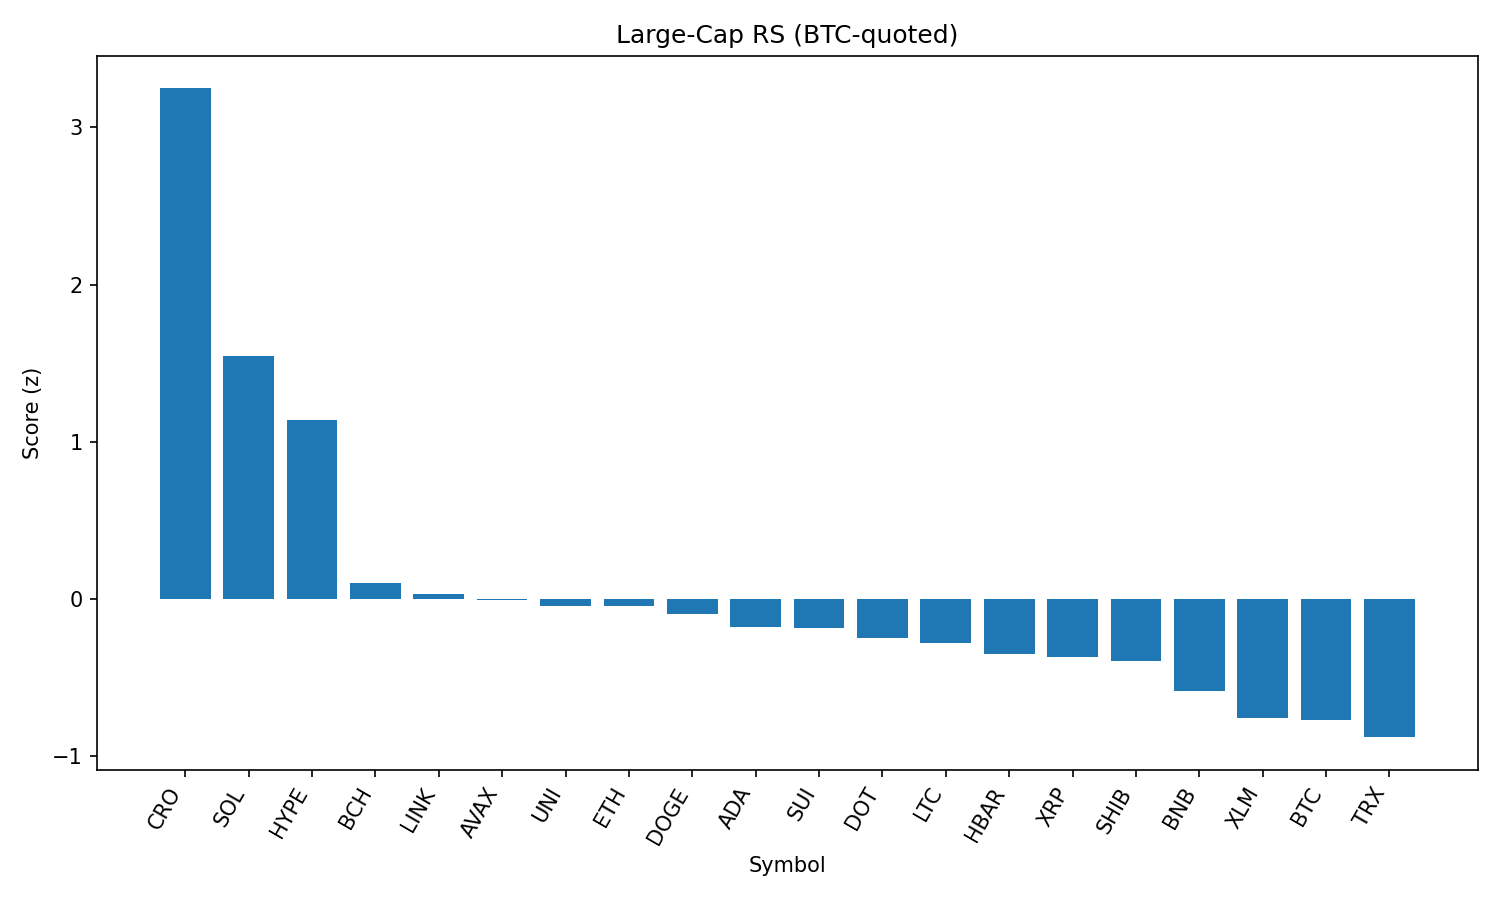 Large-Cap RS (BTC-quoted)
Score (z)
3
2
1
0
−1
CRO
SOL
HYPE
BCH
LINK
AVAX
UNI
ETH
DOGE
ADA
SUI
DOT
LTC
HBAR
XRP
SHIB
BNB
XLM
BTC
TRX
Symbol